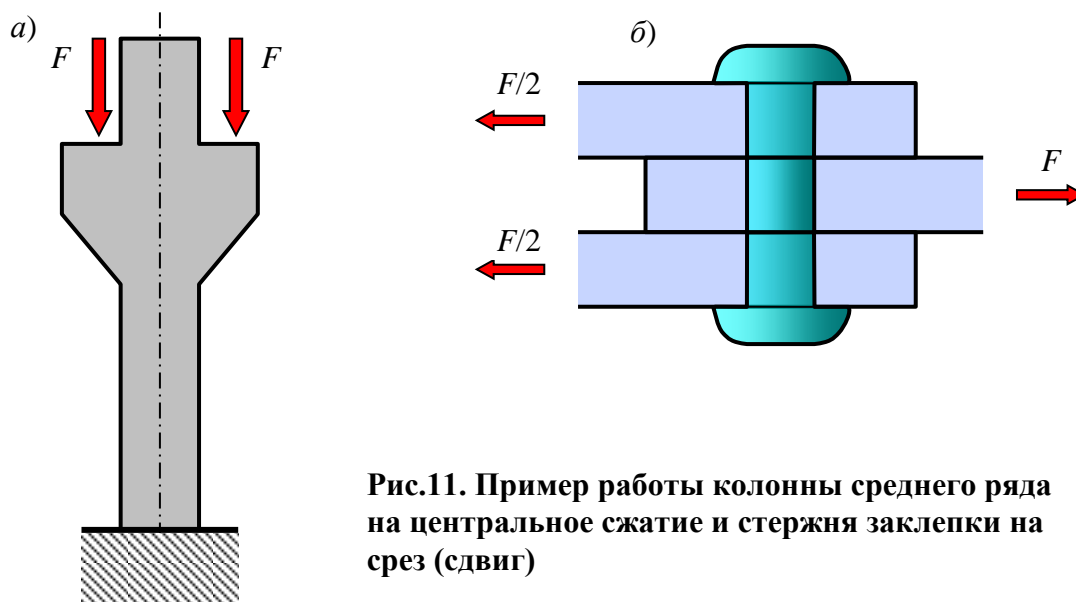 а)
F
F
б)
F/2
F
F/2
Рис.11. Пример работы колонны среднего ряда
на центральное сжатие и стержня заклепки на
срез (сдвиг)